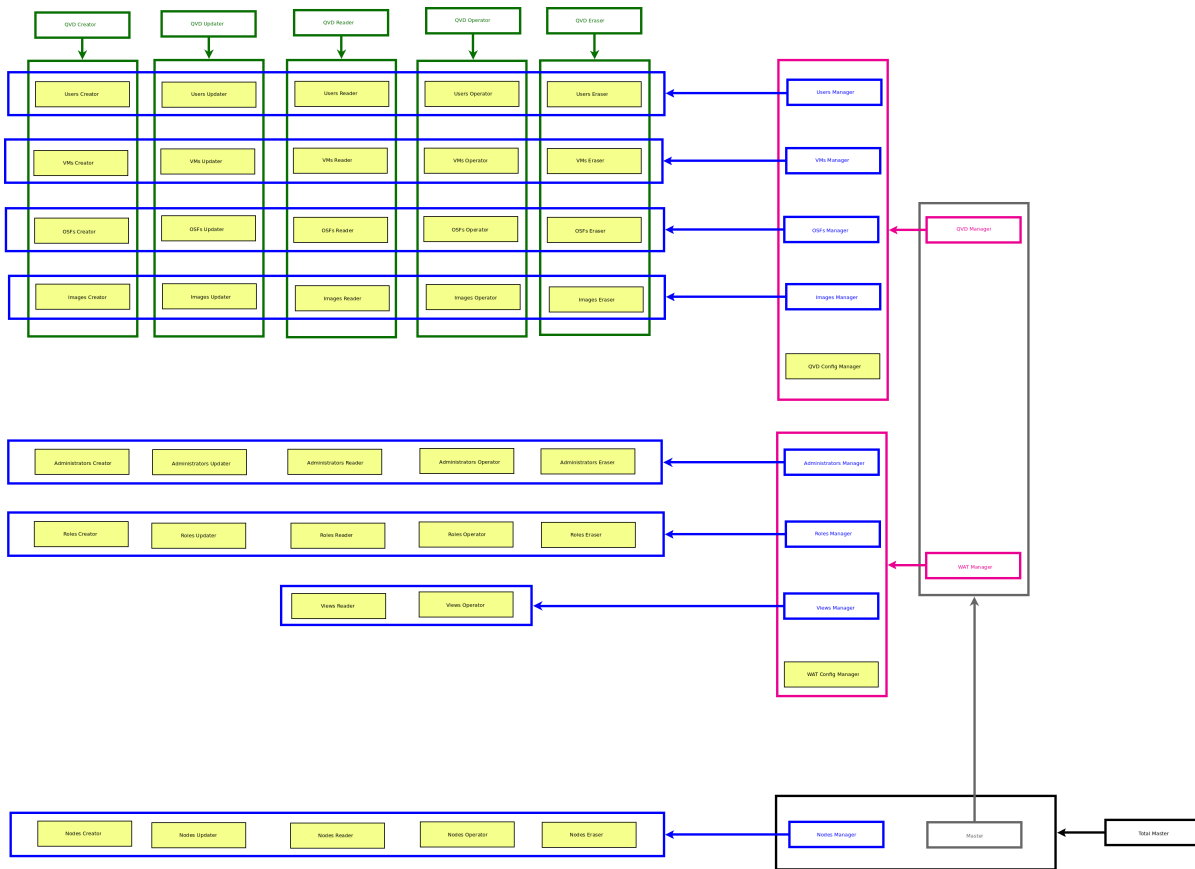 QVD Creator
QVD Updater
QVD Reader
QVD Operator
QVD Eraser
Users Creator
Users Updater
Users Reader
Users Operator
Users Eraser
Users Manager
VMs Creator
VMs Updater
VMs Reader
VMs Operator
VMs Eraser
VMs Manager
OSFs Creator
OSFs Updater
OSFs Reader
OSFs Operator
OSFs Eraser
OSFs Manager
QVD Manager
Images Creator
Images Updater
Images Reader
Images Operator
Images Eraser
Images Manager
QVD Config Manager
Administrators Creator
Administrators Updater
Administrators Reader
Administrators Operator
Administrators Eraser
Administrators Manager
Roles Creator
Roles Updater
Roles Reader
Roles Operator
Roles Eraser
Roles Manager
WAT Manager
Views Reader
Views Operator
Views Manager
WAT Config Manager
Nodes Creator
Nodes Updater
Nodes Reader
Nodes Operator
Nodes Eraser
Nodes Manager
Master
Total Master